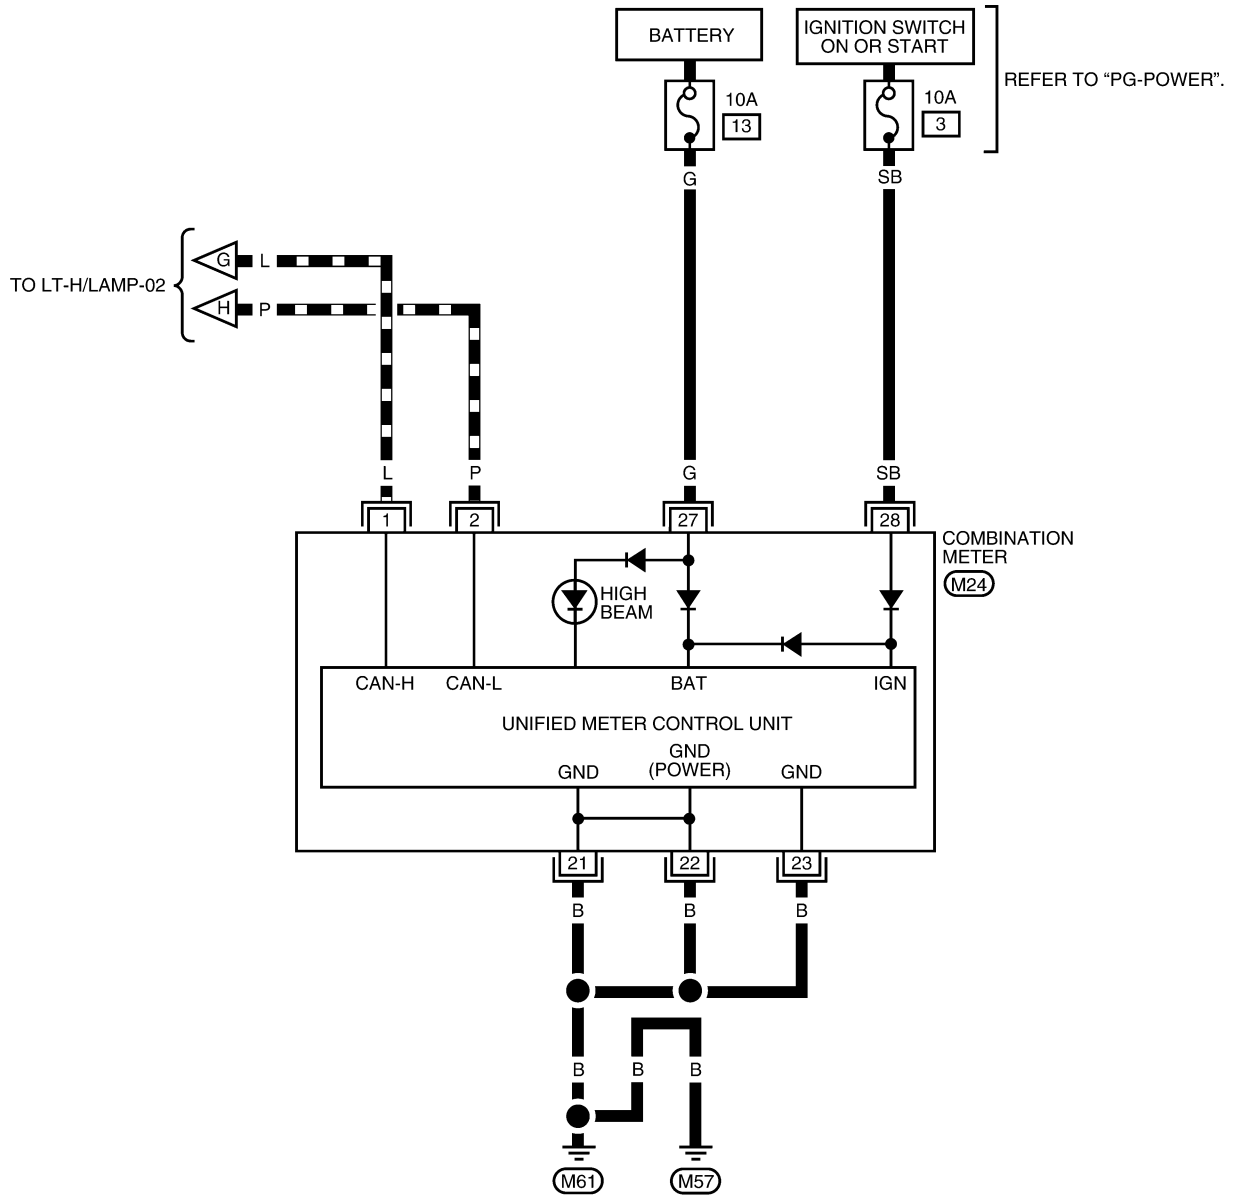 BATTERY
IGNITION SWITCH
ON OR START
REFER TO “PG-POWER”.
10A
13
10A
3
G
SB
TO LT-H/LAMP-02
G
L
H
P
L
P
G
SB
1
2
27
28
COMBINATION
METER
M24
HIGH
BEAM
CAN-H
CAN-L
BAT
IGN
UNIFIED METER CONTROL UNIT
GND
(POWER)
GND
GND
21
22
23
B
B
B
B
B
B
M61
M57